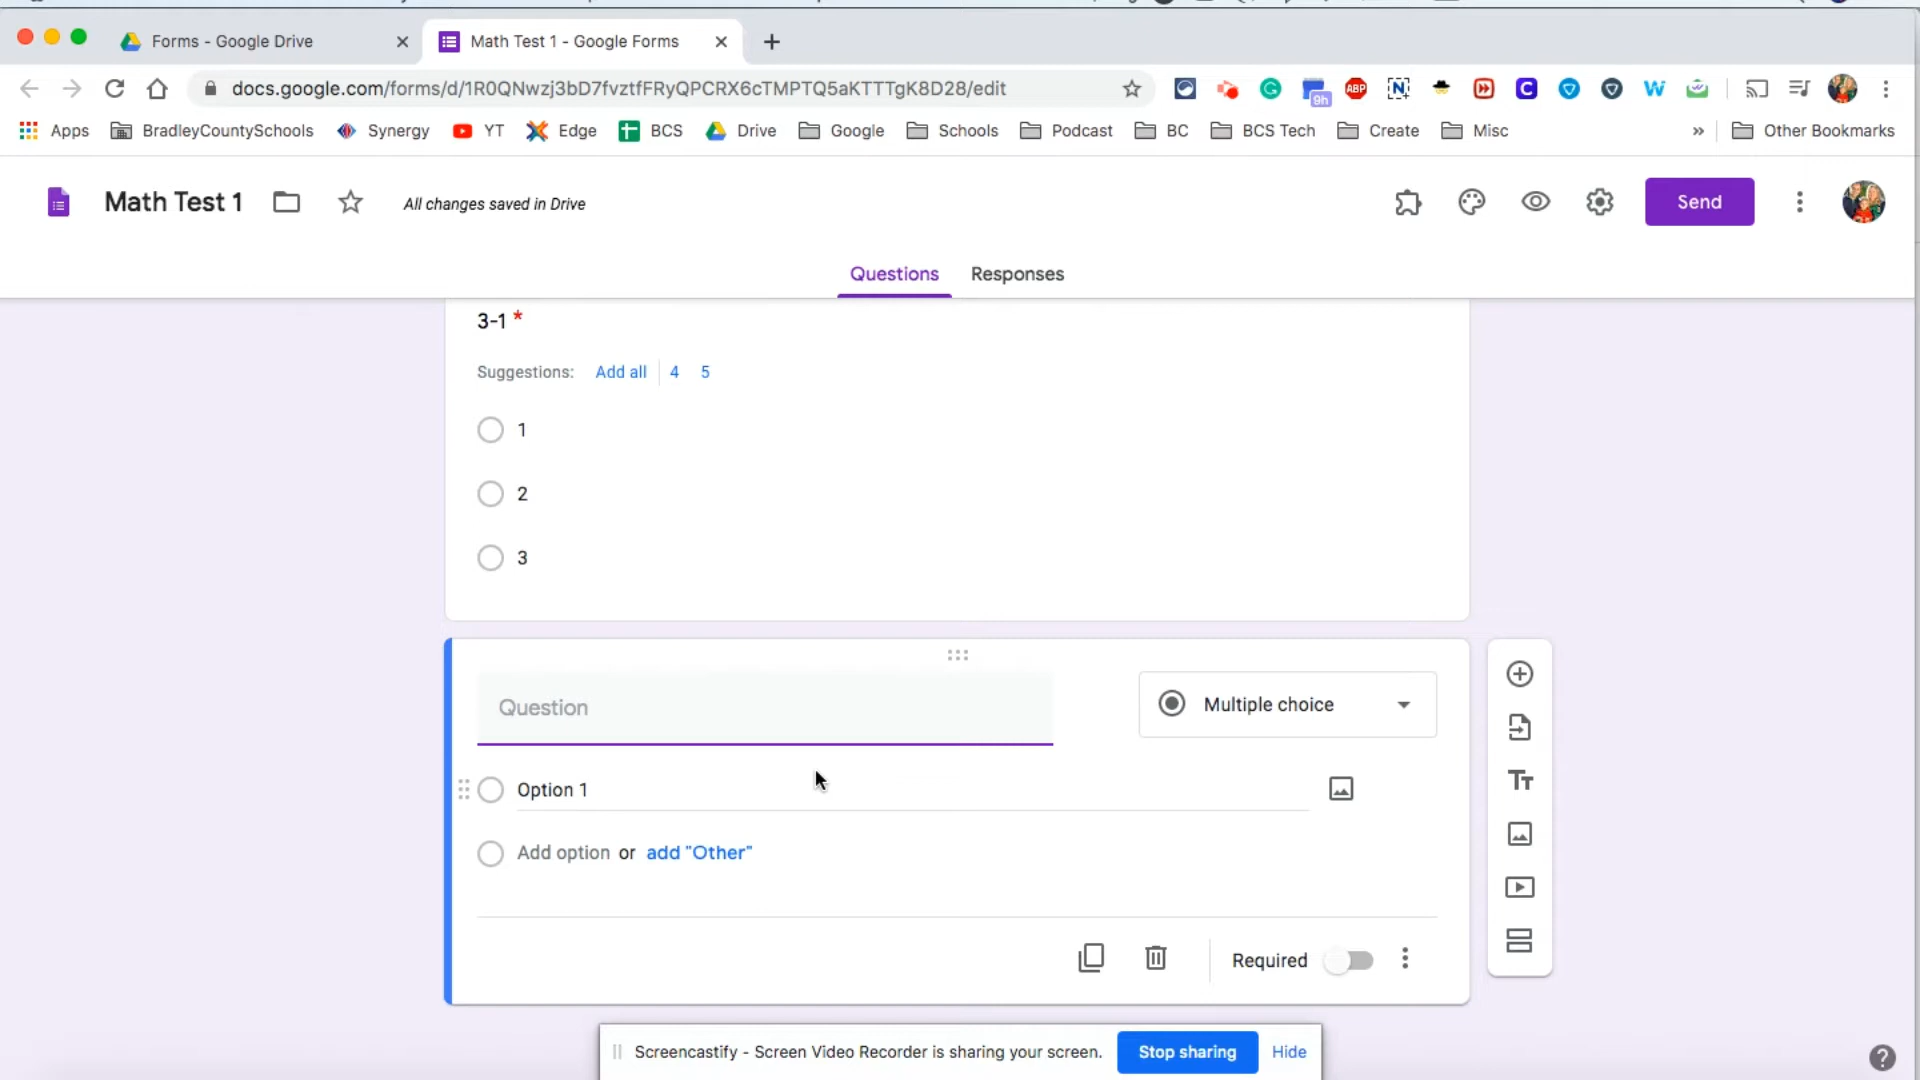 Forms - Google Drive
Math Test 1 - Google Forms
docs.google.com/forms/d/1R0QNwzj3bD7fvztfFRyQPCRX6cTMPTQ5aKTTTgK8D28/edit
9h
ABP
N
C
W
Apps BradleyCountySchools Synergy YT Edge BCS Drive Google Schools Podcast BC BCS Tech Create Misc » Other Bookmarks
Math Test 1
All changes saved in Drive
Send
Questions Responses
3-1 *
Suggestions: Add all 4 5
1
2
3
Question
Multiple choice
Option 1
Tт
Add option or add "Other"
Required
Screencastify - Screen Video Recorder is sharing your screen. Stop sharing Hide